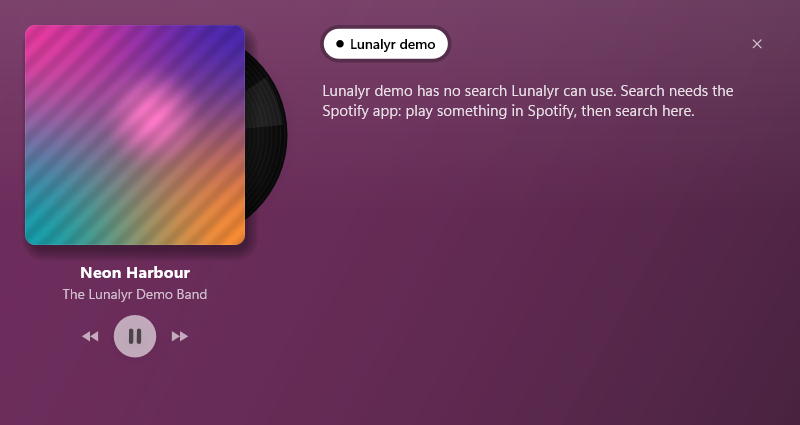 Lunalyr demo
Lunalyr demo has no search Lunalyr can use. Search needs the
Spotify app: play something in Spotify, then search here.
Neon Harbour
The Lunalyr Demo Band